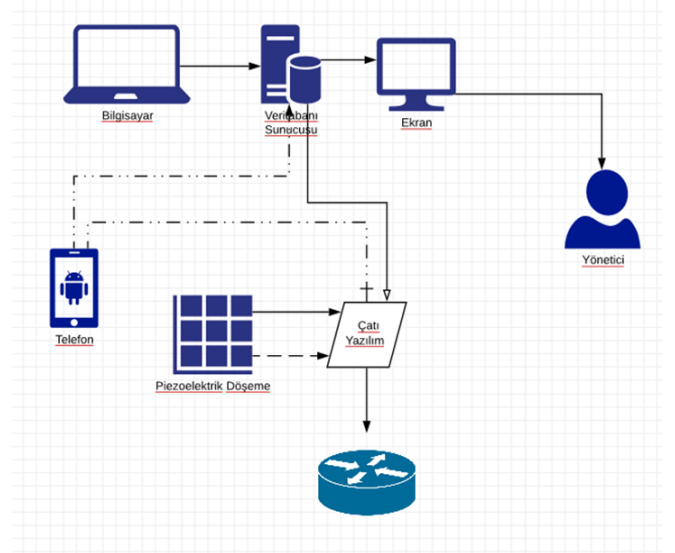 Bilgisayar
Veritabanı
Sunucusu
Ekran
Yönetici
Telefon
Çatı
Yazılım
Piezoelektrik Döşeme